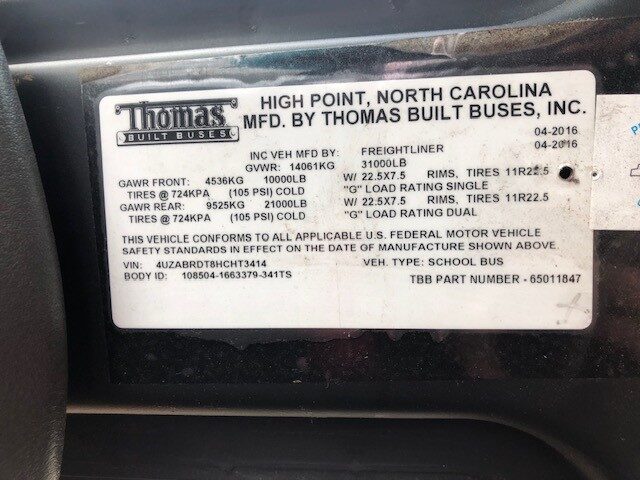 Thomas
BUILT BUSES
HIGH POINT, NORTH CAROLINA
MFD. BY THOMAS BUILT BUSES, INC.
04-2016
INC VEH MFD BY: FREIGHTLINER 04-2016
GVWR: 14061KG 31000LB
GAWR FRONT: 4536KG 10000LB W/ 22.5X7.5 RIMS, TIRES 11R22.5
TIRES @ 724KPA (105 PSI) COLD "G" LOAD RATING SINGLE
GAWR REAR: 9525KG 21000LB W/ 22.5X7.5 RIMS, TIRES 11R22.5
TIRES @ 724KPA (105 PSI) COLD "G" LOAD RATING DUAL
THIS VEHICLE CONFORMS TO ALL APPLICABLE U.S. FEDERAL MOTOR VEHICLE
SAFETY STANDARDS IN EFFECT ON THE DATE OF MANUFACTURE SHOWN ABOVE.
VIN: 4UZABRDT8HCHT3414 VEH. TYPE: SCHOOL BUS
BODY ID: 108504-1663379-341TS TBB PART NUMBER - 65011847